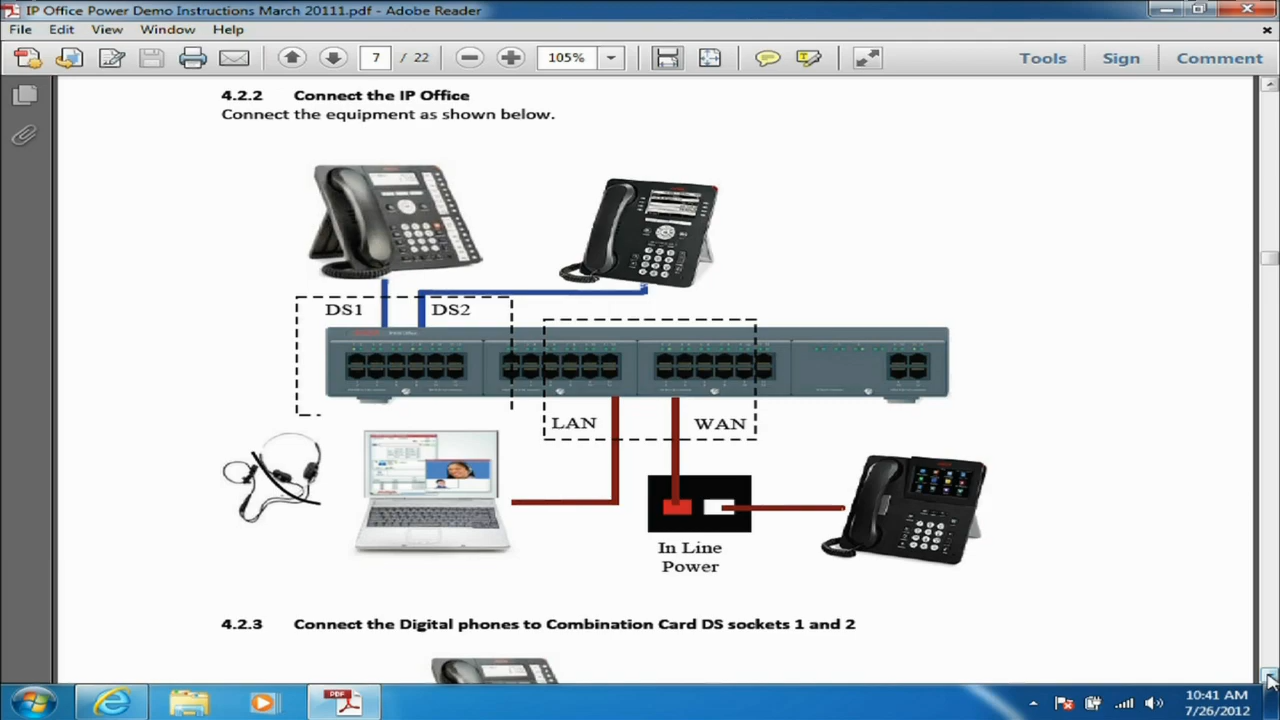 IP Office Power Demo Instructions March 20111.pdf - Adobe Reader
File Edit View Window Help
7 / 22 105% Tools Sign Comment
4.2.2 Connect the IP Office
Connect the equipment as shown below.
DS1 DS2
LAN WAN
In Line
Power
4.2.3 Connect the Digital phones to Combination Card DS sockets 1 and 2
10:41 AM
7/26/2012